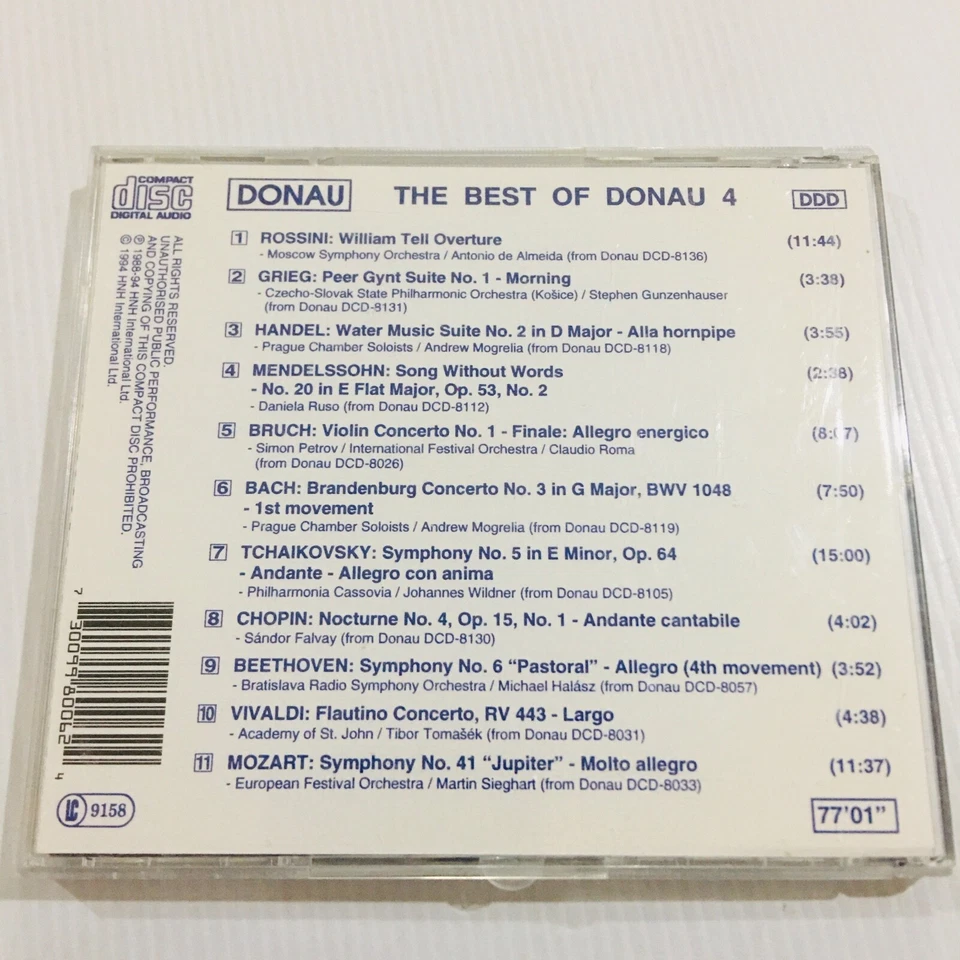 COMPACT
disc
DIGITAL AUDIO
DONAU
THE BEST OF DONAU 4
DDD
1 ROSSINI: William Tell Overture (11:44)
- Moscow Symphony Orchestra / Antonio de Almeida (from Donau DCD-8136)
2 GRIEG: Peer Gynt Suite No. 1 - Morning (3:38)
- Czecho-Slovak State Philharmonic Orchestra (Košice) / Stephen Gunzenhauser
(from Donau DCD-8131)
3 HANDEL: Water Music Suite No. 2 in D Major - Alla hornpipe (3:55)
- Prague Chamber Soloists / Andrew Mogrelia (from Donau DCD-8118)
4 MENDELSSOHN: Song Without Words (2:38)
- No. 20 in E Flat Major, Op. 53, No. 2
- Daniela Ruso (from Donau DCD-8112)
5 BRUCH: Violin Concerto No. 1 - Finale: Allegro energico
- Simon Petrov / International Festival Orchestra / Claudio Roma
(from Donau DCD-8026)
6 BACH: Brandenburg Concerto No. 3 in G Major, BWV 1048 (7:50)
- 1st movement
- Prague Chamber Soloists / Andrew Mogrelia (from Donau DCD-8119)
7 TCHAIKOVSKY: Symphony No. 5 in E Minor, Op. 64 (15:00)
- Andante - Allegro con anima
- Philharmonia Cassovia / Johannes Wildner (from Donau DCD-8105)
8 CHOPIN: Nocturne No. 4, Op. 15, No. 1 - Andante cantabile (4:02)
- Sándor Falvay (from Donau DCD-8130)
9 BEETHOVEN: Symphony No. 6 “Pastoral” - Allegro (4th movement) (3:52)
- Bratislava Radio Symphony Orchestra / Michael Halász (from Donau DCD-8057)
10 VIVALDI: Flautino Concerto, RV 443 - Largo (4:38)
- Academy of St. John / Tibor Tomašék (from Donau DCD-8031)
11 MOZART: Symphony No. 41 “Jupiter” - Molto allegro (11:37)
- European Festival Orchestra / Martin Sieghart (from Donau DCD-8033)
77’01”
ALL RIGHTS RESERVED.
UNAUTHORISED PUBLIC PERFORMANCE, BROADCASTING
AND COPYING OF THIS COMPACT DISC PROHIBITED.
℗ 1988-94 HNH International Ltd.
© 1994 HNH International Ltd.
7 30099 80062 4
LC 9158